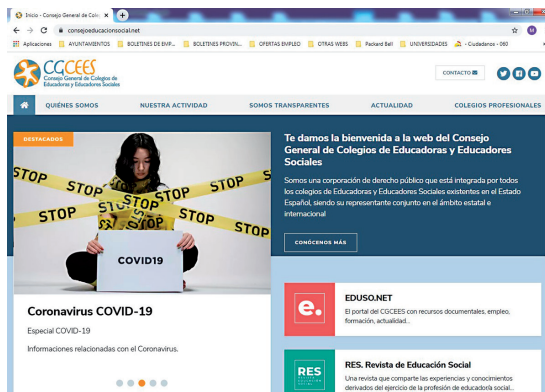 Inicio - Consejo General de Cole
consejoeducacionsocial.net
Aplicaciones AYUNTAMIENTOS BOLETINES DE EMP... BOLETINES PROVIN... OFERTAS EMPLEO OTRAS WEBS Packard Bell UNIVERSIDADES - Ciudadanos - 060
CGCEES
Consejo General de Colegios de
Educadoras y Educadores Sociales
CONTACTO
QUIÉNES SOMOS NUESTRA ACTIVIDAD SOMOS TRANSPARENTES ACTUALIDAD COLEGIOS PROFESIONALES
DESTACADOS
STOP STOP STOP STOP STOP S
STOP STOP STOP STOP STOP
COVID19
Coronavirus COVID-19
Especial COVID-19
Informaciones relacionadas con el Coronavirus.
Te damos la bienvenida a la web del Consejo
General de Colegios de Educadoras y Educadores
Sociales
Somos una corporación de derecho público que está integrada por todos
los colegios de Educadoras y Educadores Sociales existentes en el Estado
Español, siendo su representante conjunto en el ámbito estatal e
internacional
CONÓCENOS MÁS
e.
EDUSO.NET
El portal del CGCEES con recursos documentales, empleo,
formación, actualidad...
RES
RES. Revista de Educación Social
Una revista que comparte las experiencias y conocimientos
derivados del ejercicio de la profesión de educador/a social...